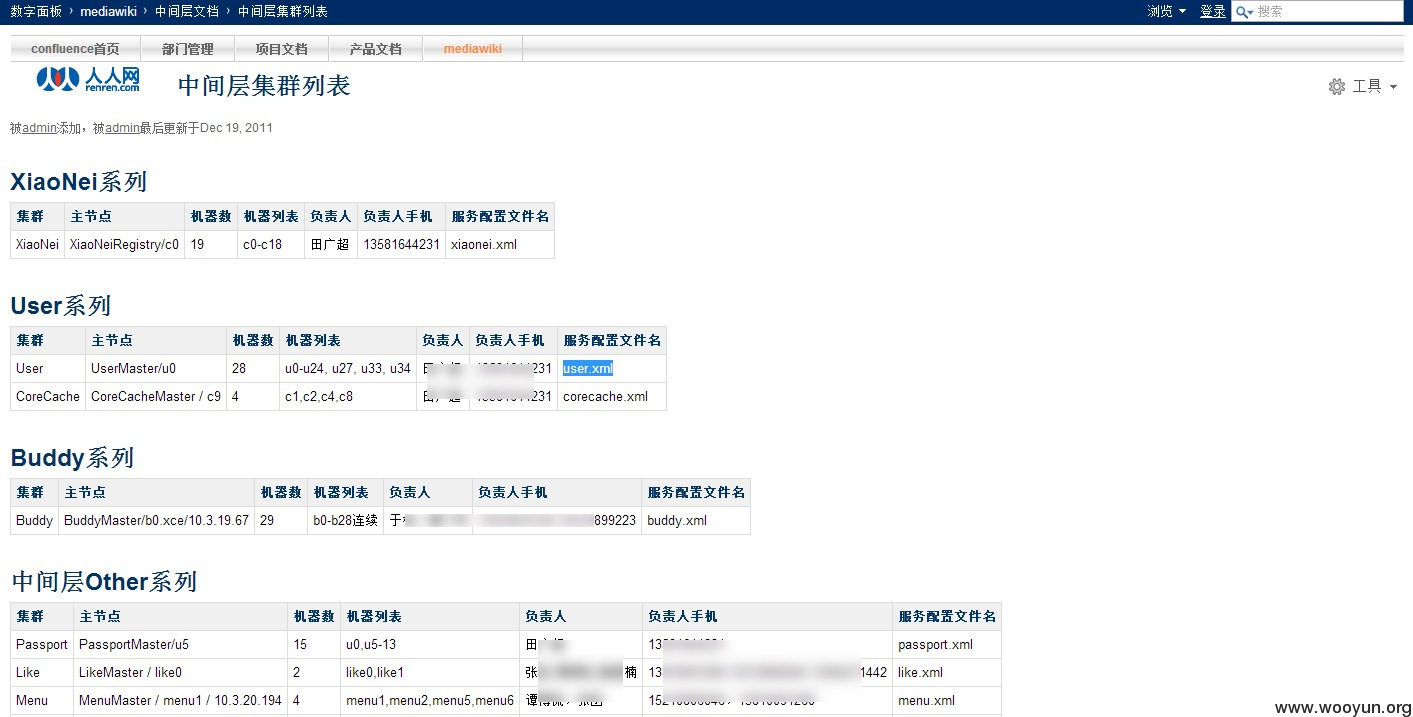 数字面板 › mediawiki › 中间层文档 › 中间层集群列表 浏览 登录 搜索
confluence首页 部门管理 项目文档 产品文档 mediawiki
人人网 renren.com 中间层集群列表 工具
被admin添加，被admin最后更新于Dec 19, 2011
XiaoNei系列
集群 主节点 机器数 机器列表 负责人 负责人手机 服务配置文件名
XiaoNei XiaoNeiRegistry/c0 19 c0-c18 田广超 13581644231 xiaonei.xml
User系列
集群 主节点 机器数 机器列表 负责人 负责人手机 服务配置文件名
User UserMaster/u0 28 u0-u24, u27, u33, u34 231 user.xml
CoreCache CoreCacheMaster / c9 4 c1,c2,c4,c8 231 corecache.xml
Buddy系列
集群 主节点 机器数 机器列表 负责人 负责人手机 服务配置文件名
Buddy BuddyMaster/b0.xce/10.3.19.67 29 b0-b28连续 于 899223 buddy.xml
中间层Other系列
集群 主节点 机器数 机器列表 负责人 负责人手机 服务配置文件名
Passport PassportMaster/u5 15 u0,u5-13 田 13 passport.xml
Like LikeMaster / like0 2 like0,like1 张 楠 13 1442 like.xml
Menu MenuMaster / menu1 / 10.3.20.194 4 menu1,menu2,menu5,menu6 menu.xml
www.wooyun.org